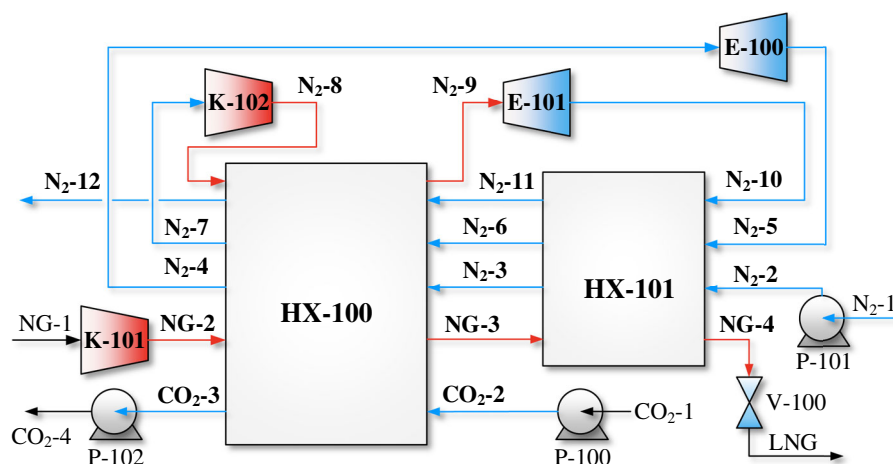 E-100
N₂-8
N₂-9
K-102
E-101
N₂-12
N₂-11
N₂-10
N₂-7
N₂-6
N₂-5
N₂-4
N₂-3
N₂-2
HX-100
HX-101
N₂-1
NG-1
K-101
NG-2
NG-3
NG-4
P-101
CO₂-3
CO₂-2
CO₂-1
V-100
CO₂-4
P-102
P-100
LNG